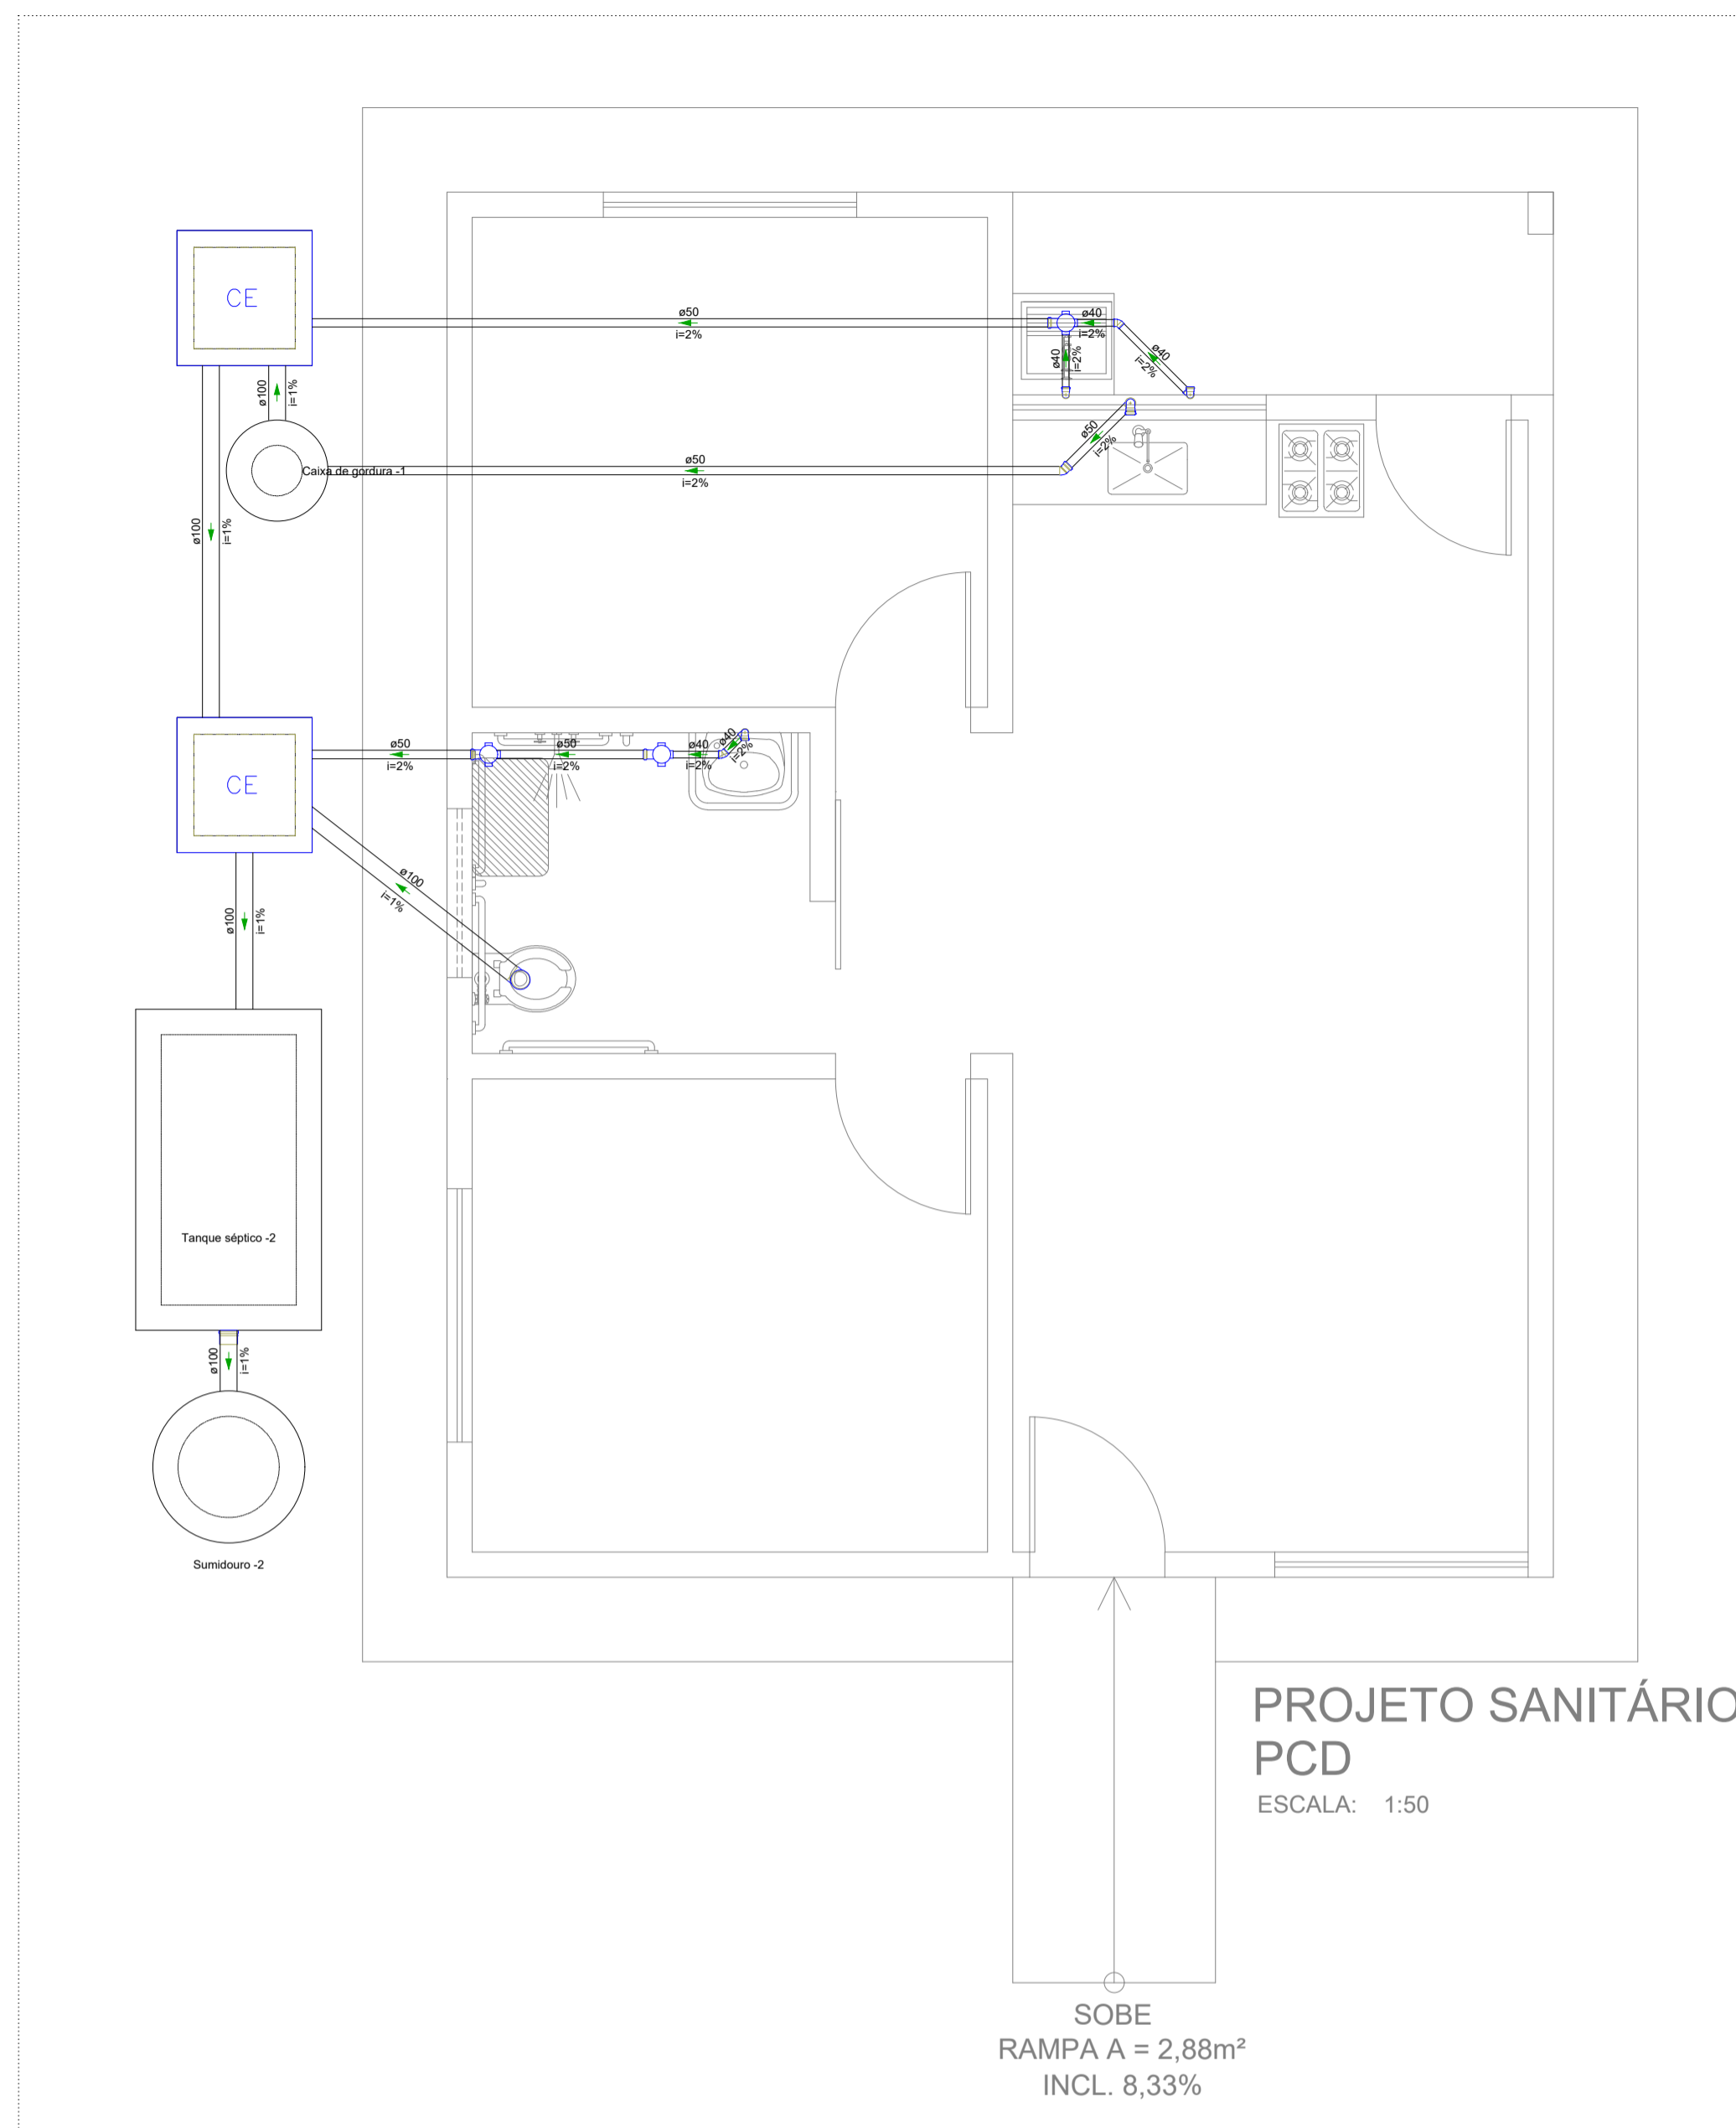 ø50
i=2%
ø40
i=2%
ø40
i=2%
ø40
i=2%
CE
ø100
i=1%
ø50
i=2%
ø50
i=2%
Caixa de gordura -1
ø100
i=1%
ø50
i=2%
ø50
i=2%
ø40
i=2%
ø40
i=2%
CE
ø100
i=1%
ø100
i=1%
Tanque séptico -2
ø100
i=1%
Sumidouro -2
PROJETO SANITÁRIO
PCD
ESCALA: 1:50
SOBE
RAMPA A = 2,88m²
INCL. 8,33%